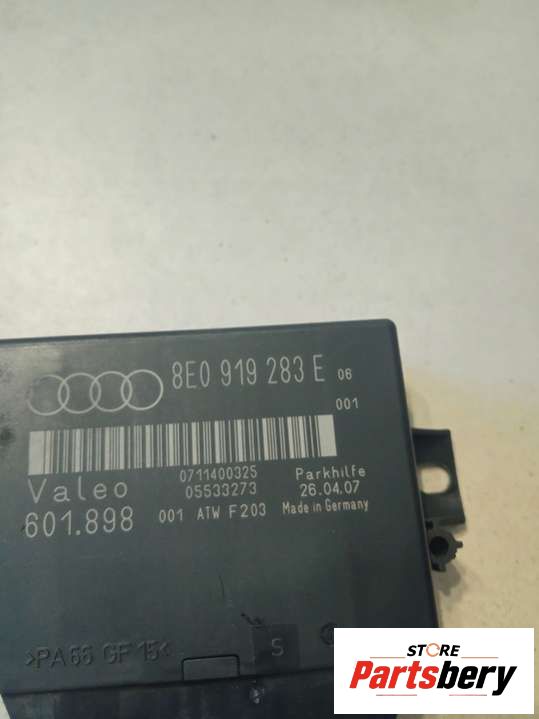 8E0 919 283 E 06
001
0711400325 Parkhilfe
Valeo 05533273 26.04.07
601.898 001 ATW F203 Made in Germany
>PA66 GF15<
S
STORE
Partsbery